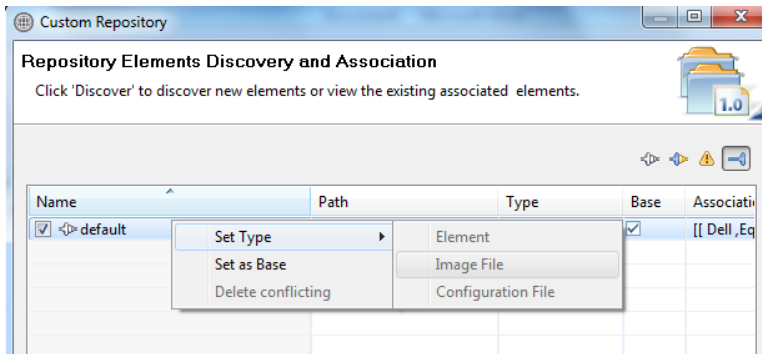 Custom Repository
Repository Elements Discovery and Association
Click 'Discover' to discover new elements or view the existing associated elements.
1.0
Name Path Type Base Associati
default [[ Dell ,Eq
Set Type Element
Set as Base Image File
Delete conflicting Configuration File